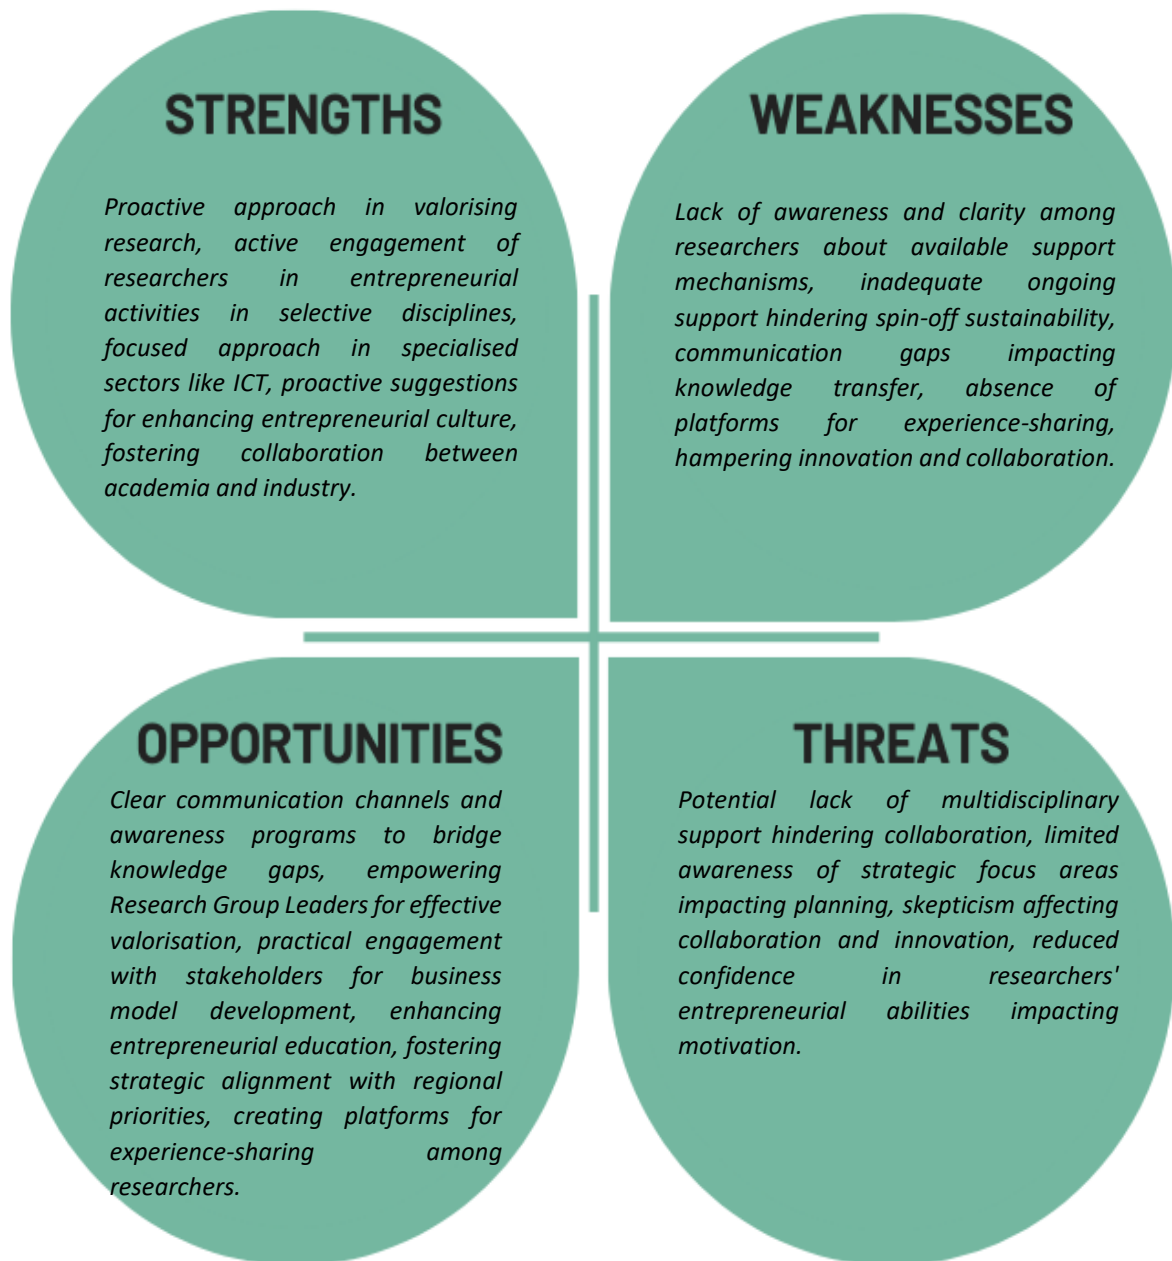 STRENGTHS
Proactive approach in valorising
research, active engagement of
researchers in entrepreneurial
activities in selective disciplines,
focused approach in specialised
sectors like ICT, proactive suggestions
for enhancing entrepreneurial culture,
fostering collaboration between
academia and industry.
WEAKNESSES
Lack of awareness and clarity among
researchers about available support
mechanisms, inadequate ongoing
support hindering spin-off sustainability,
communication gaps impacting
knowledge transfer, absence of
platforms for experience-sharing,
hampering innovation and collaboration.
OPPORTUNITIES
Clear communication channels and
awareness programs to bridge
knowledge gaps, empowering
Research Group Leaders for effective
valorisation, practical engagement
with stakeholders for business
model development, enhancing
entrepreneurial education, fostering
strategic alignment with regional
priorities, creating platforms for
experience-sharing among
researchers.
THREATS
Potential lack of multidisciplinary
support hindering collaboration, limited
awareness of strategic focus areas
impacting planning, skepticism affecting
collaboration and innovation, reduced
confidence in researchers'
entrepreneurial abilities impacting
motivation.